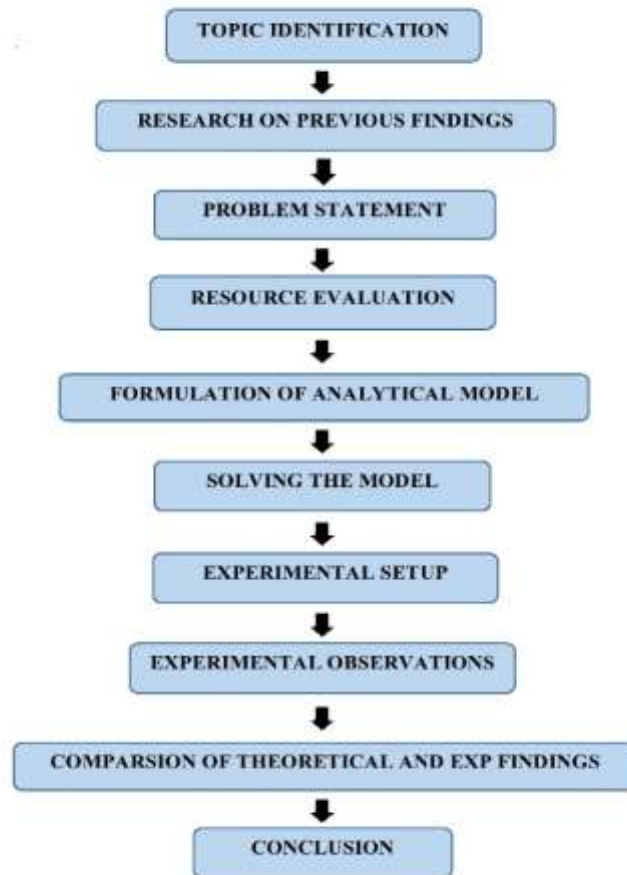 TOPIC IDENTIFICATION
RESEARCH ON PREVIOUS FINDINGS
PROBLEM STATEMENT
RESOURCE EVALUATION
FORMULATION OF ANALYTICAL MODEL
SOLVING THE MODEL
EXPERIMENTAL SETUP
EXPERIMENTAL OBSERVATIONS
COMPARSION OF THEORETICAL AND EXP FINDINGS
CONCLUSION